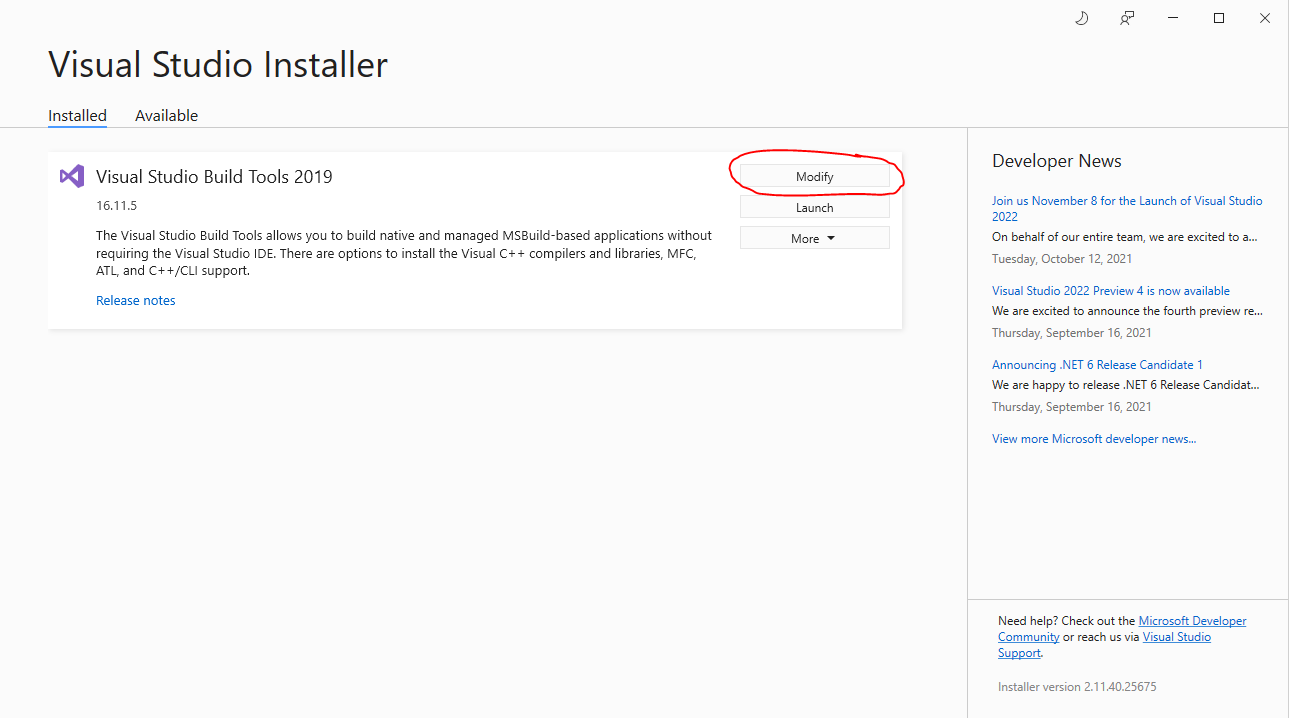 Visual Studio Installer
Installed Available
Visual Studio Build Tools 2019
16.11.5
The Visual Studio Build Tools allows you to build native and managed MSBuild-based applications without
requiring the Visual Studio IDE. There are options to install the Visual C++ compilers and libraries, MFC,
ATL, and C++/CLI support.
Release notes
Modify
Launch
More
Developer News
Join us November 8 for the Launch of Visual Studio
2022
On behalf of our entire team, we are excited to a...
Tuesday, October 12, 2021
Visual Studio 2022 Preview 4 is now available
We are excited to announce the fourth preview re...
Thursday, September 16, 2021
Announcing .NET 6 Release Candidate 1
We are happy to release .NET 6 Release Candidat...
Thursday, September 16, 2021
View more Microsoft developer news...
Need help? Check out the Microsoft Developer
Community or reach us via Visual Studio
Support.
Installer version 2.11.40.25675